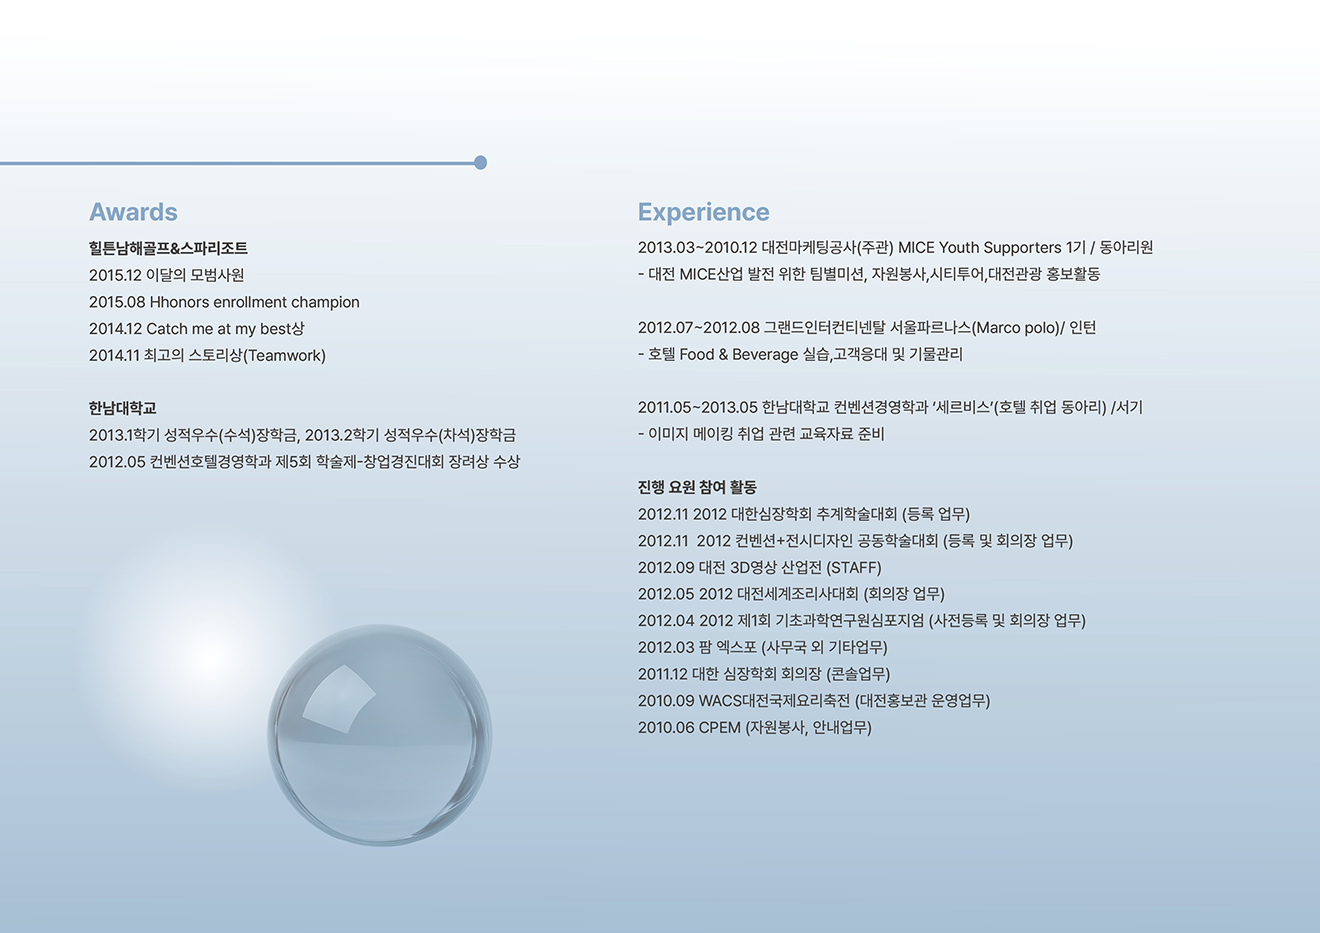 Awards
힐튼남해골프&스파리조트
2015.12 이달의 모범사원
2015.08 Hhonors enrollment champion
2014.12 Catch me at my best상
2014.11 최고의 스토리상(Teamwork)
한남대학교
2013.1학기 성적우수(수석)장학금, 2013.2학기 성적우수(차석)장학금
2012.05 컨벤션호텔경영학과 제5회 학술제-창업경진대회 장려상 수상
Experience
2013.03~2010.12 대전마케팅공사(주관) MICE Youth Supporters 1기 / 동아리원
- 대전 MICE산업 발전 위한 팀별미션, 자원봉사,시티투어,대전관광 홍보활동
2012.07~2012.08 그랜드인터컨티넨탈 서울파르나스(Marco polo)/ 인턴
- 호텔 Food & Beverage 실습,고객응대 및 기물관리
2011.05~2013.05 한남대학교 컨벤션경영학과 ‘세르비스’(호텔 취업 동아리) /서기
- 이미지 메이킹 취업 관련 교육자료 준비
진행 요원 참여 활동
2012.11 2012 대한심장학회 추계학술대회 (등록 업무)
2012.11  2012 컨벤션+전시디자인 공동학술대회 (등록 및 회의장 업무)
2012.09 대전 3D영상 산업전 (STAFF)
2012.05 2012 대전세계조리사대회 (회의장 업무)
2012.04 2012 제1회 기초과학연구원심포지엄 (사전등록 및 회의장 업무)
2012.03 팜 엑스포 (사무국 외 기타업무)
2011.12 대한 심장학회 회의장 (콘솔업무)
2010.09 WACS대전국제요리축전 (대전홍보관 운영업무)
2010.06 CPEM (자원봉사, 안내업무)